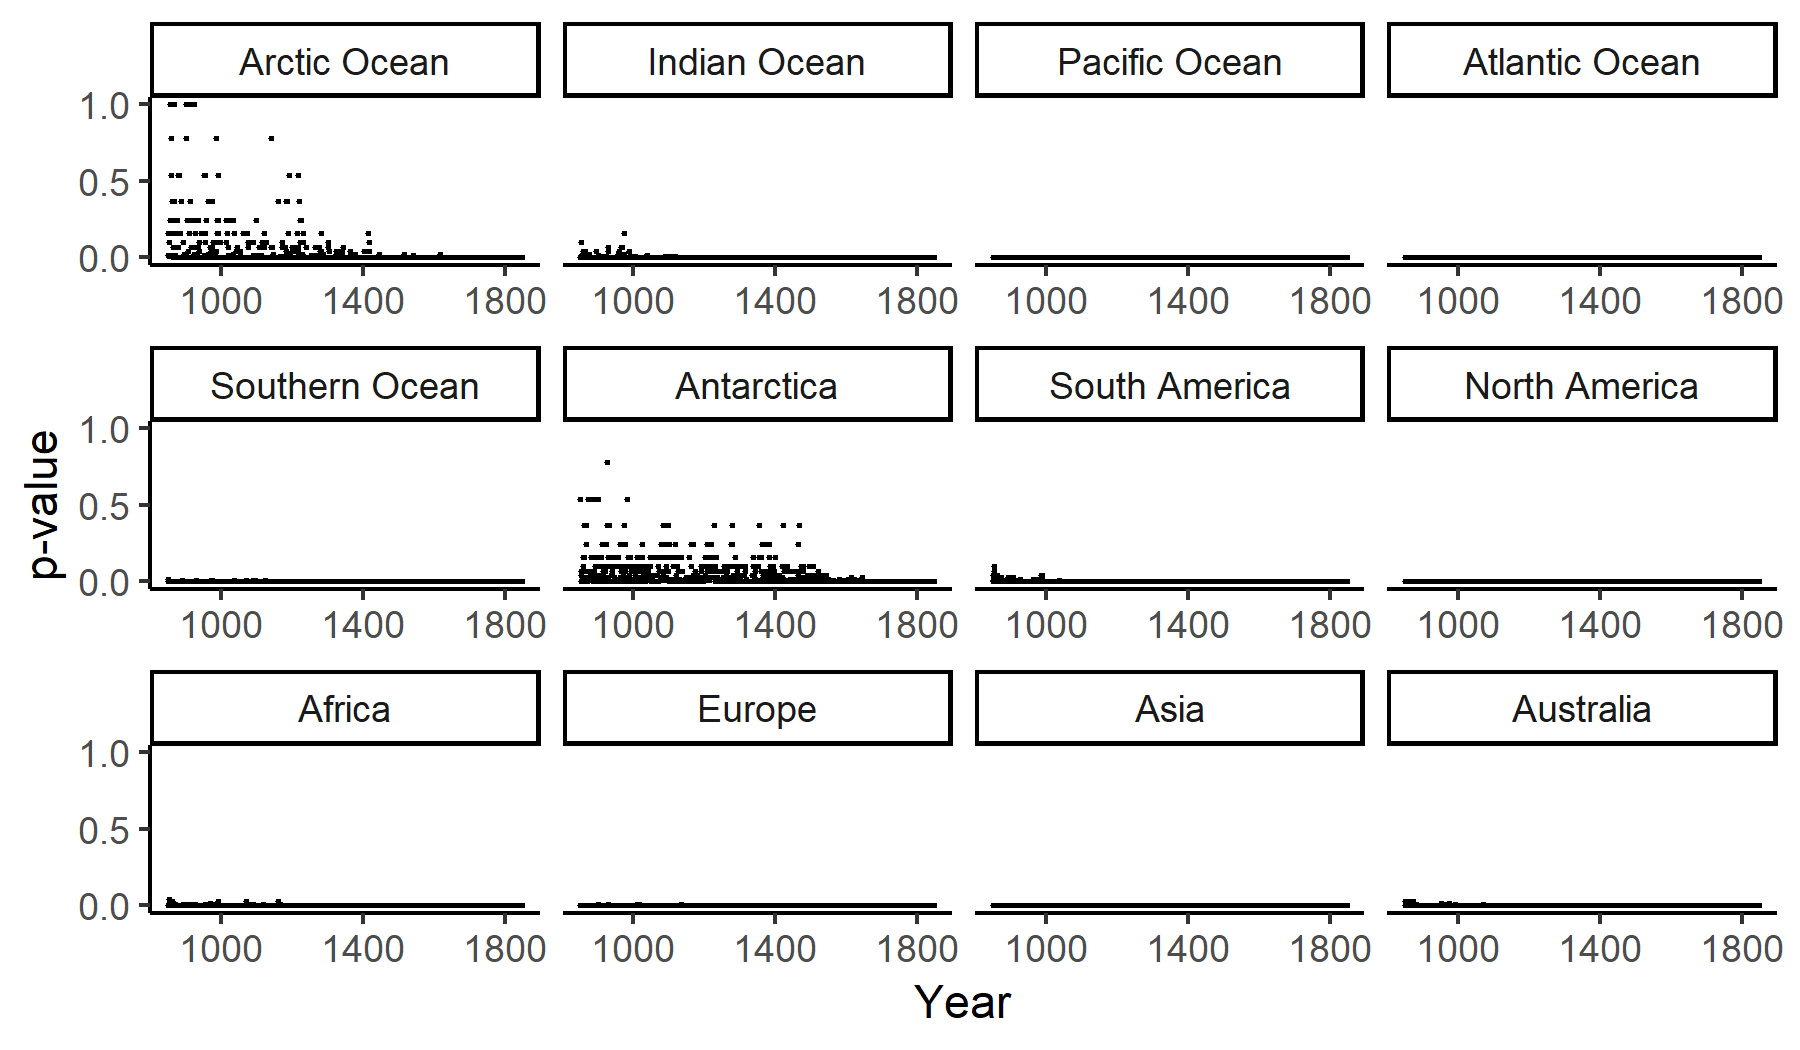 Arctic Ocean Indian Ocean Pacific Ocean Atlantic Ocean
1.0
0.5
0.0
1000 1400 1800 1000 1400 1800 1000 1400 1800 1000 1400 1800
Southern Ocean Antarctica South America North America
1.0
0.5
0.0
p-value
1000 1400 1800 1000 1400 1800 1000 1400 1800 1000 1400 1800
Africa Europe Asia Australia
1.0
0.5
0.0
1000 1400 1800 1000 1400 1800 1000 1400 1800 1000 1400 1800
Year